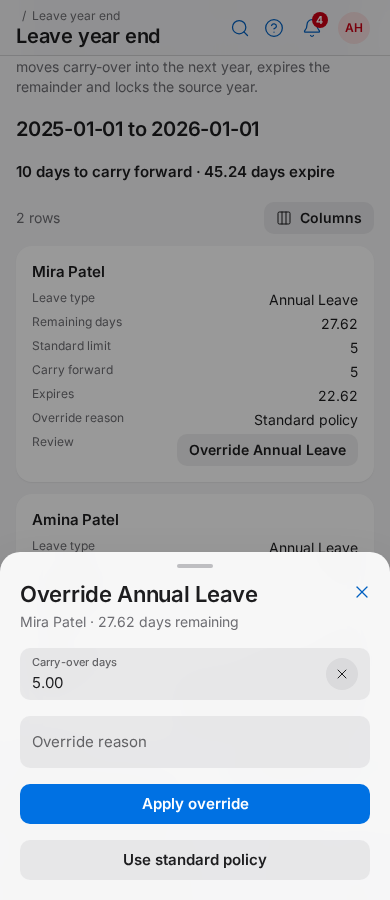 / Leave year end
Leave year end
4
AH
moves carry-over into the next year, expires the
remainder and locks the source year.
2025-01-01 to 2026-01-01
10 days to carry forward · 45.24 days expire
2 rows
Columns
Mira Patel
Leave type Annual Leave
Remaining days 27.62
Standard limit 5
Carry forward 5
Expires 22.62
Override reason Standard policy
Review Override Annual Leave
Amina Patel
Leave type Annual Leave
Override Annual Leave
Mira Patel · 27.62 days remaining
Carry-over days
5.00
Override reason
Apply override
Use standard policy